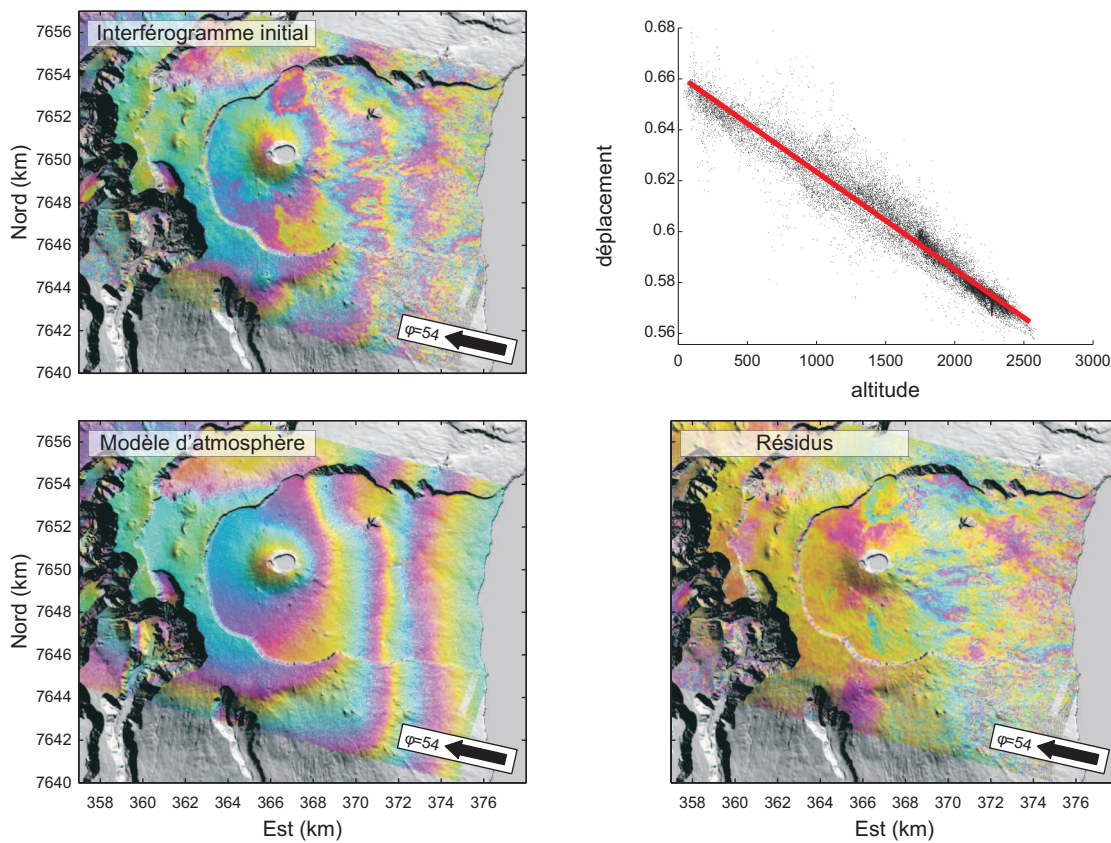 Interférogramme initial
Nord (km)
7656
7654
7652
7650
7648
7646
7644
7642
7640
φ=54
déplacement
0.68
0.66
0.64
0.62
0.6
0.58
0.56
0 500 1000 1500 2000 2500 3000
altitude
Modèle d'atmosphère
Nord (km)
7656
7654
7652
7650
7648
7646
7644
7642
7640
φ=54
358 360 362 364 366 368 370 372 374 376
Est (km)
Résidus
φ=54
358 360 362 364 366 368 370 372 374 376
Est (km)